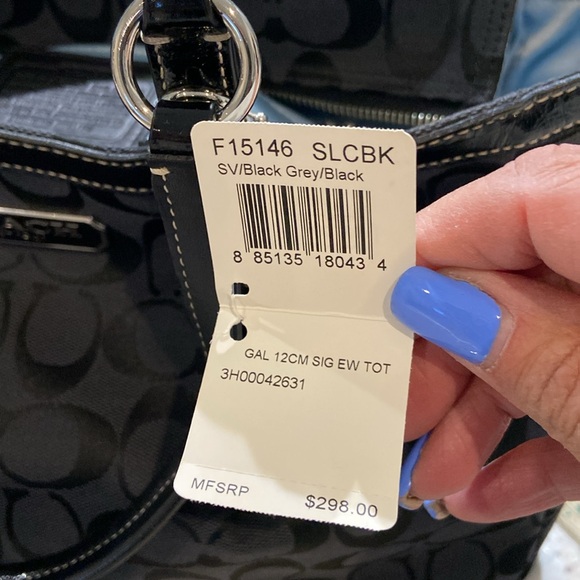 F15146 SLCBK
SV/Black Grey/Black
8 85135 18043 4
GAL 12CM SIG EW TOT
3H00042631
MFSRP $298.00